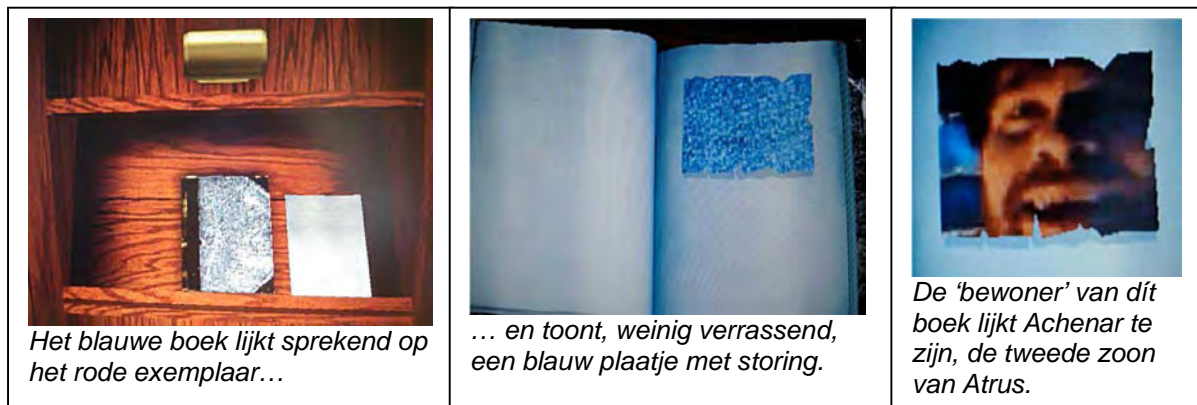 Het blauwe boek lijkt sprekend op
het rode exemplaar…
… en toont, weinig verrassend,
een blauw plaatje met storing.
De ‘bewoner’ van dít
boek lijkt Achenar te
zijn, de tweede zoon
van Atrus.